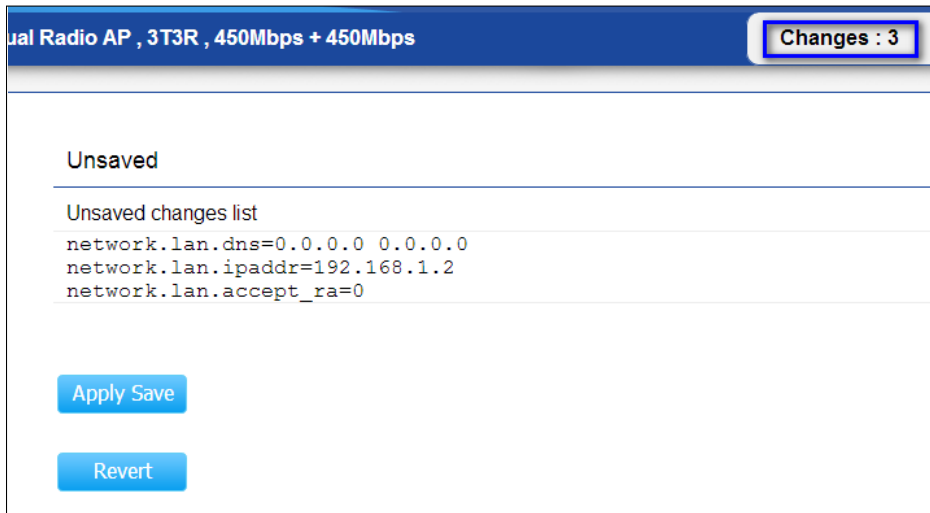 ual Radio AP , 3T3R , 450Mbps + 450Mbps
Changes : 3
Unsaved
Unsaved changes list
network.lan.dns=0.0.0.0 0.0.0.0
network.lan.ipaddr=192.168.1.2
network.lan.accept_ra=0
Apply Save
Revert